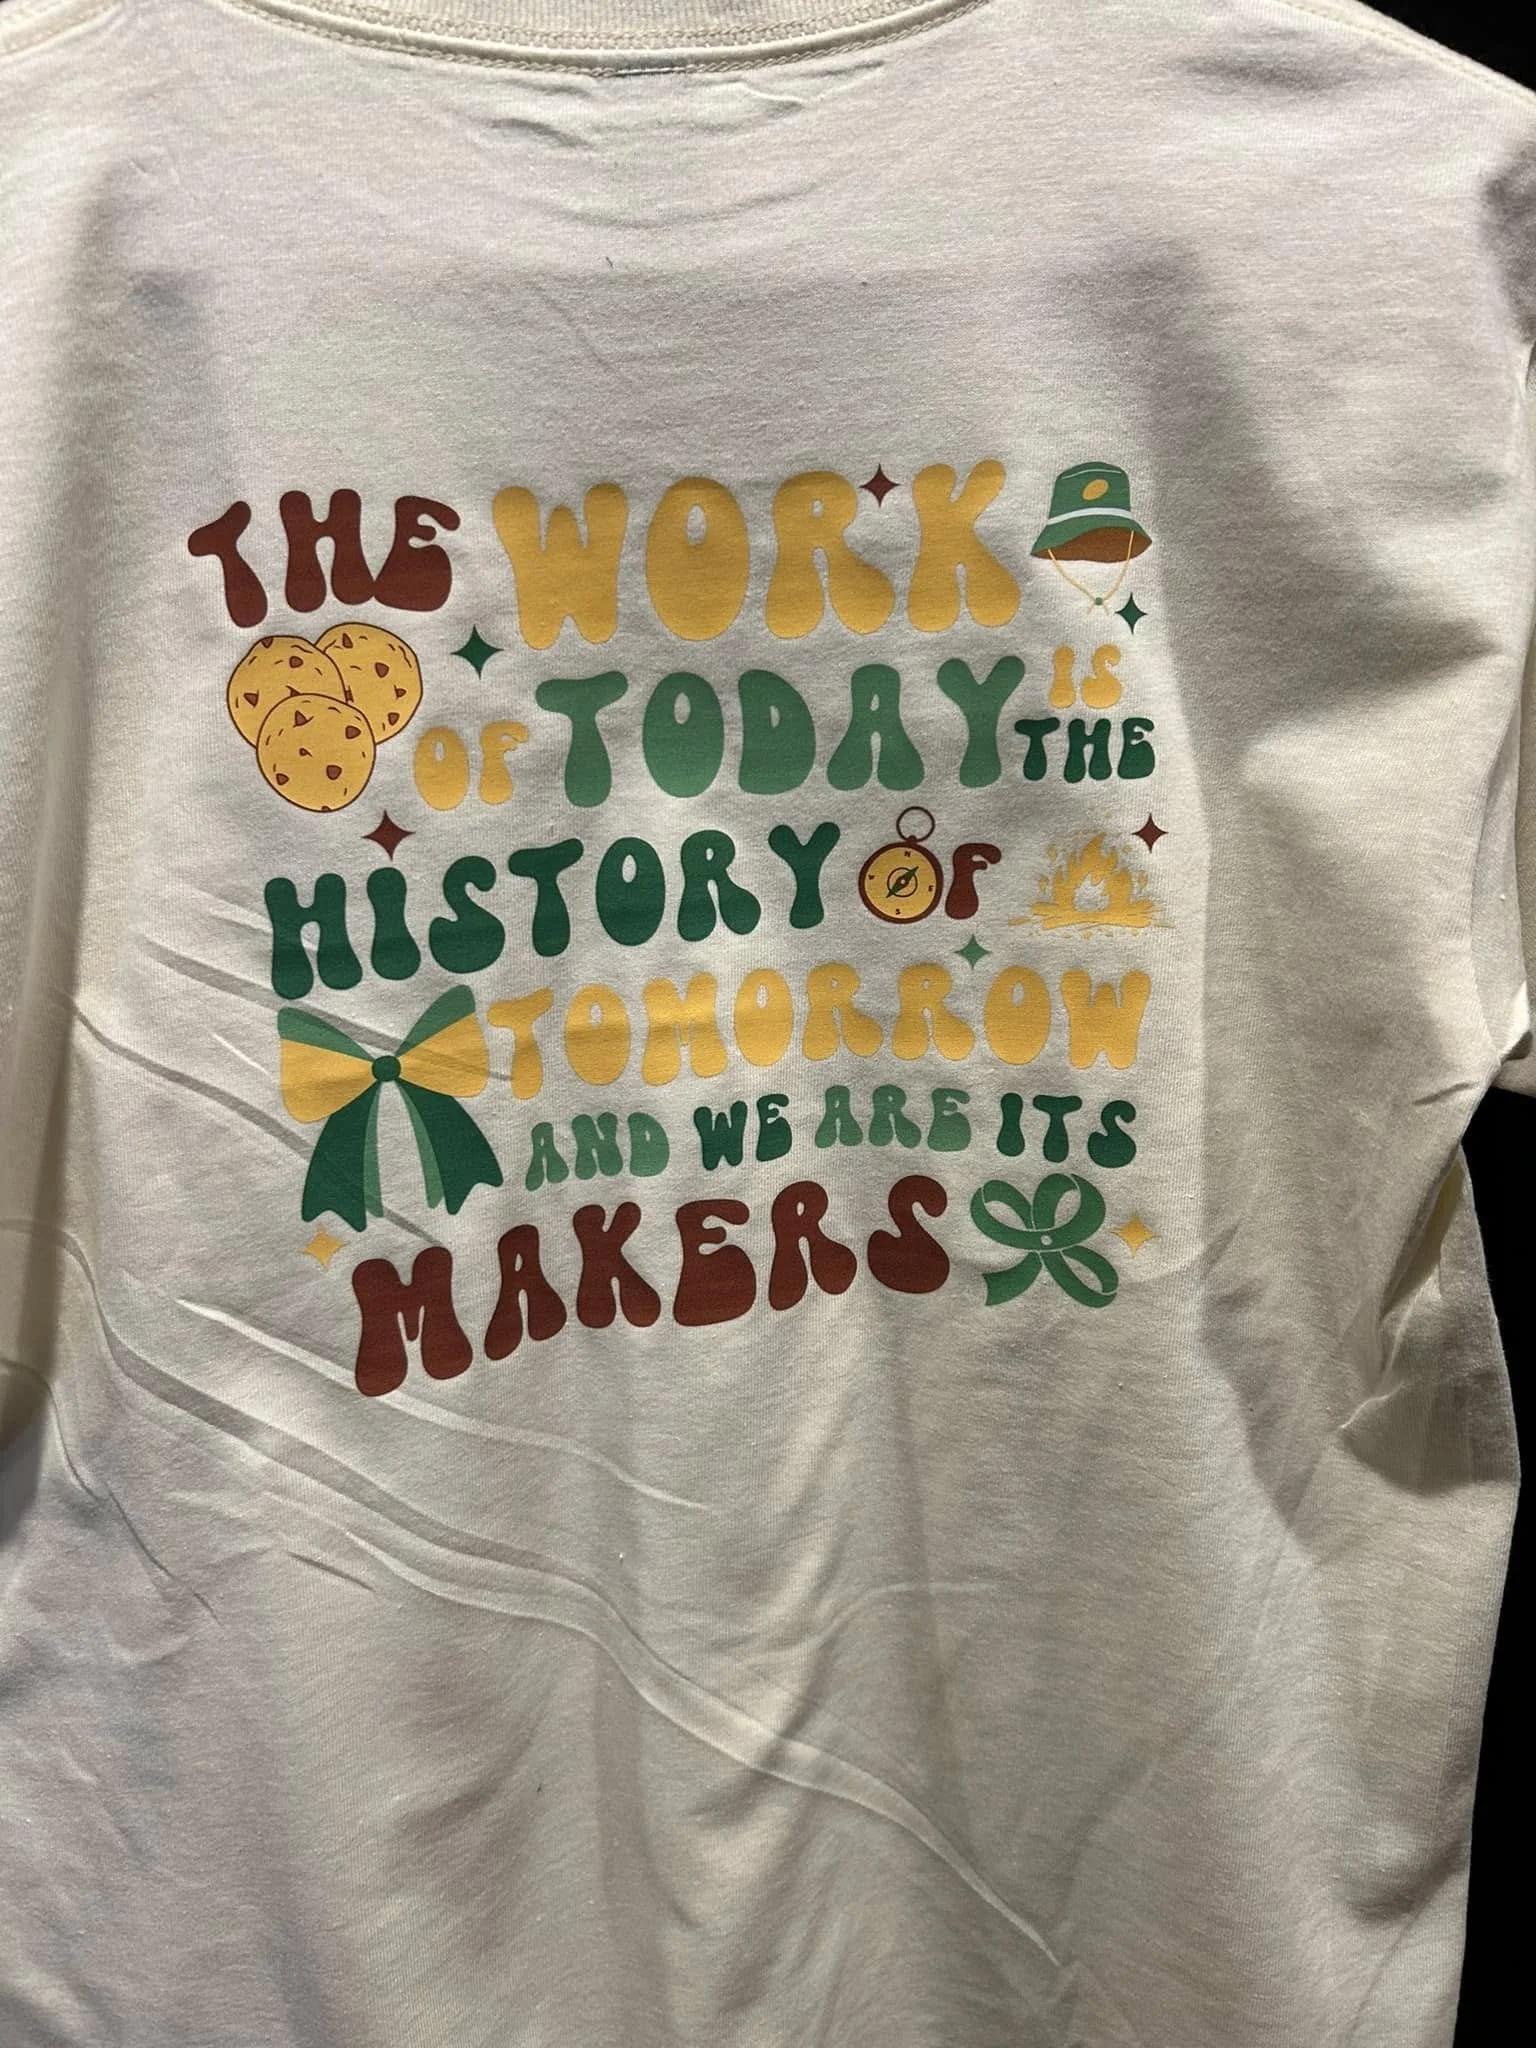 THE WORK
OF TODAY IS
THE
HISTORY OF
TOMORROW
AND WE ARE ITS
MAKERS